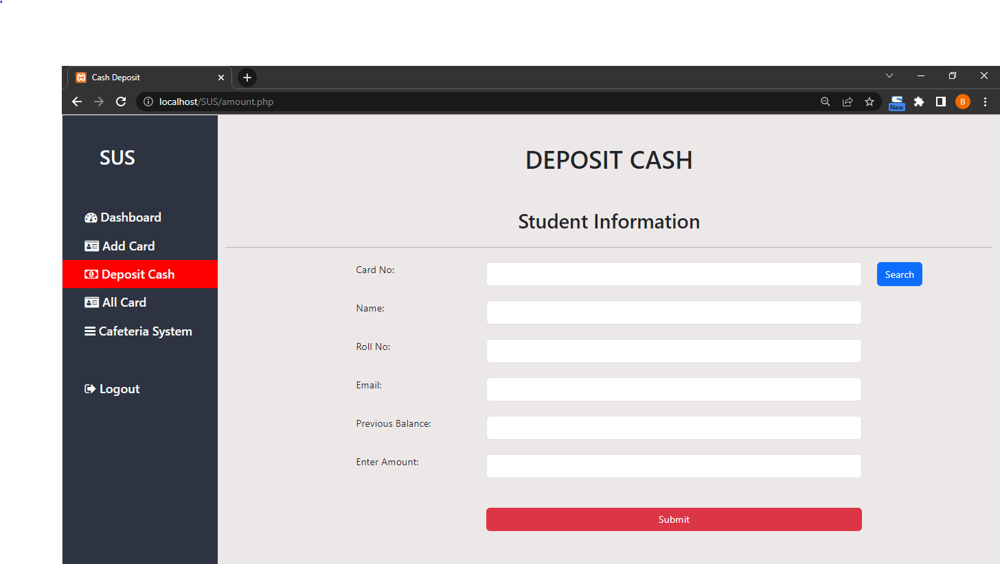 Cash Deposit
localhost/SUS/amount.php
New
B
SUS
Dashboard
Add Card
Deposit Cash
All Card
Cafeteria System
Logout
DEPOSIT CASH
Student Information
Card No:
Search
Name:
Roll No:
Email:
Previous Balance:
Enter Amount:
Submit